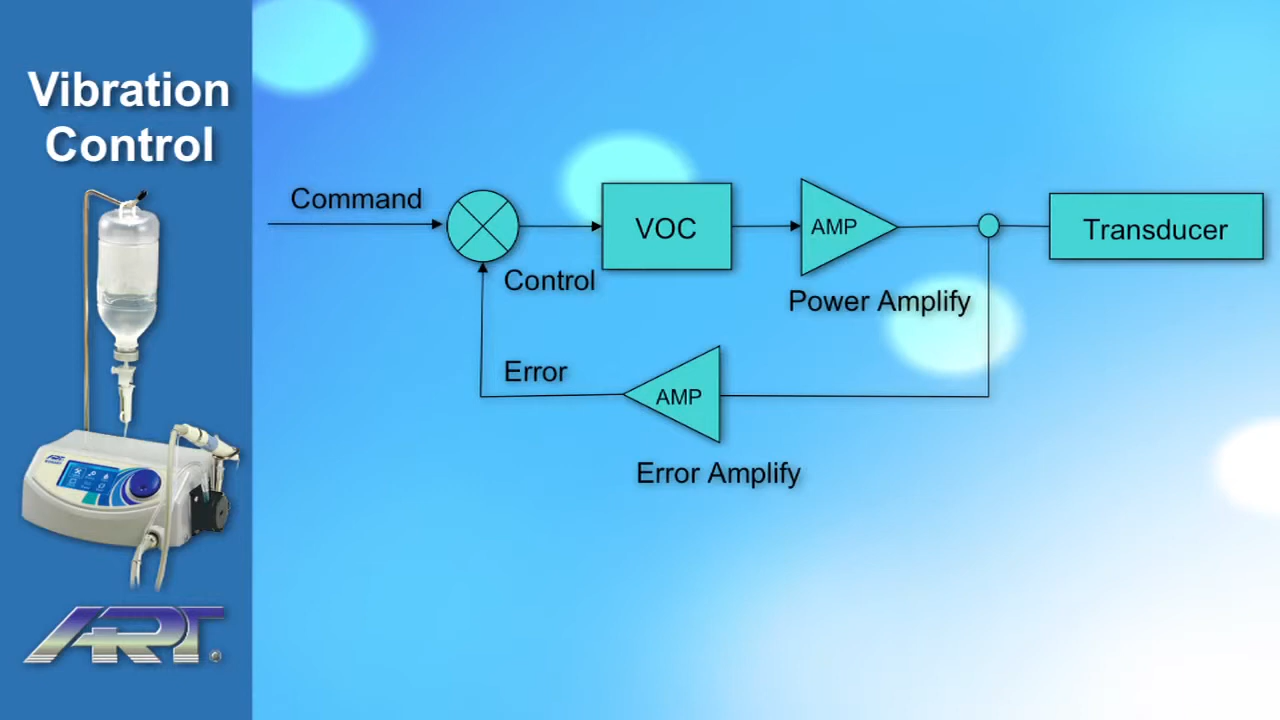 Vibration
Control
Command
VOC
AMP
Transducer
Control
Power Amplify
Error
AMP
Error Amplify
ART